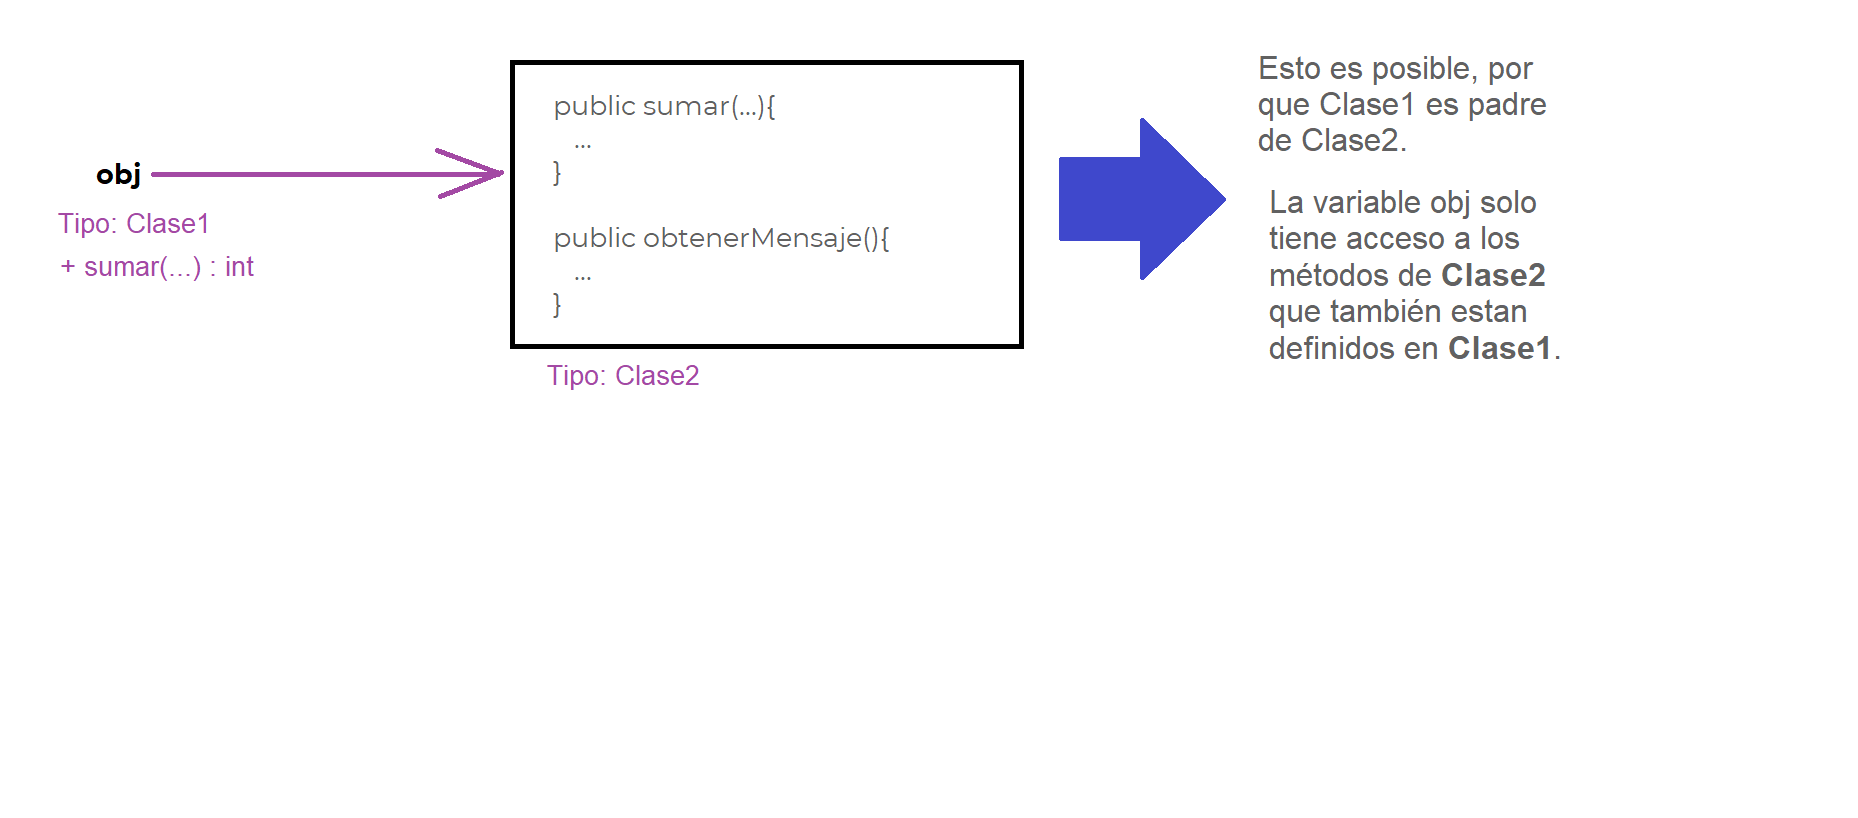 obj
Tipo: Clase1
+ sumar(...) : int
public sumar(...){
...
}
public obtenerMensaje(){
...
}
Tipo: Clase2
Esto es posible, por
que Clase1 es padre
de Clase2.
La variable obj solo
tiene acceso a los
métodos de Clase2
que también estan
definidos en Clase1.